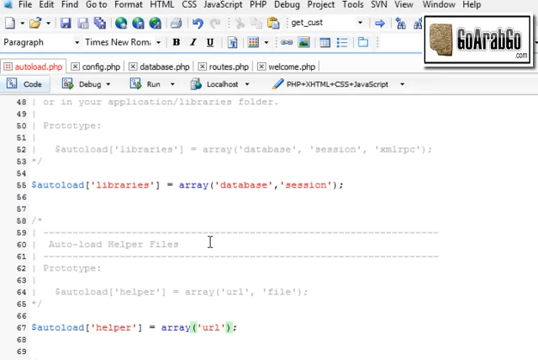 File Edit Find Go to Format HTML CSS PHP Debug Tools Project SVN View Window Help
get_cust
Paragraph Times New Roman B I U
autoload.php config.php database.php routes.php welcome.php
Code Debug Run Localhost PHP+XHTML+CSS+JavaScript
GoArabGo
.com
48 | or in your application/libraries folder.
49 |
50 | Prototype:
51 |
52 | $autoload['libraries'] = array('database', 'session', 'xmlrpc');
53 */
54
55 $autoload['libraries'] = array('database','session');
56
57
58 /*
59 | -------------------------------------------------------------------
60 | Auto-load Helper Files
61 | -------------------------------------------------------------------
62 | Prototype:
63 |
64 | $autoload['helper'] = array('url', 'file');
65 */
66
67 $autoload['helper'] = array('url');
68
69